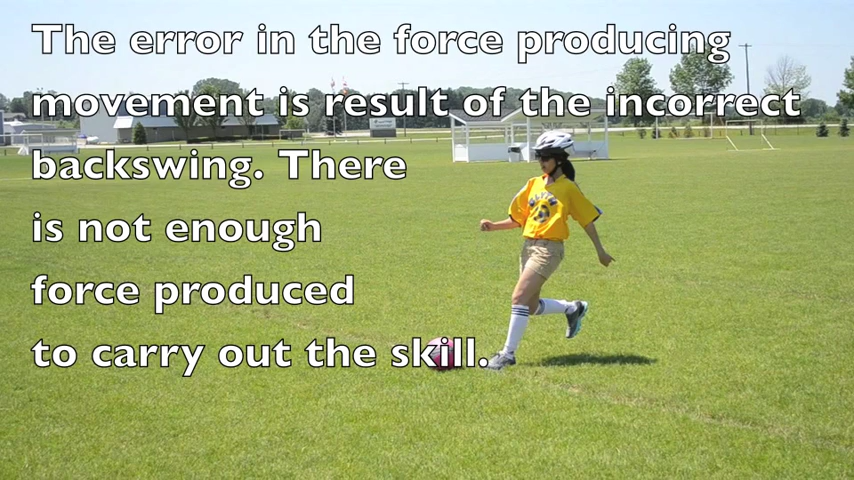 The error in the force producing
movement is result of the incorrect
backswing. There
is not enough
force produced
to carry out the skill.